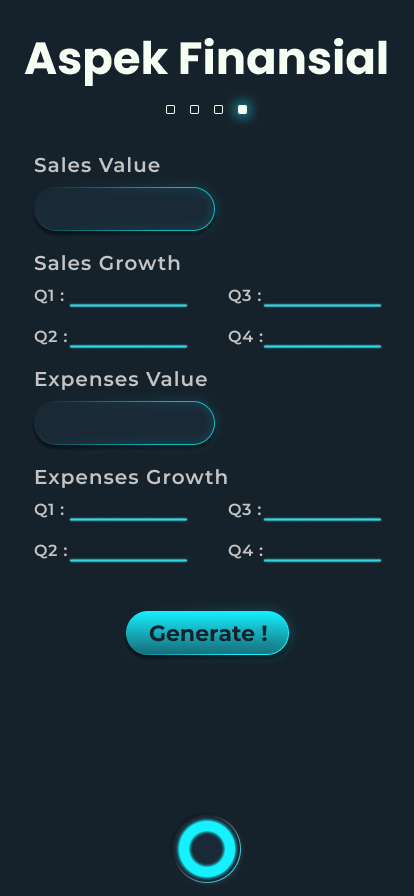 Aspek Finansial
Sales Value
Sales Growth
Q1 :
Q3 :
Q2 :
Q4 :
Expenses Value
Expenses Growth
Q1 :
Q3 :
Q2 :
Q4 :
Generate !